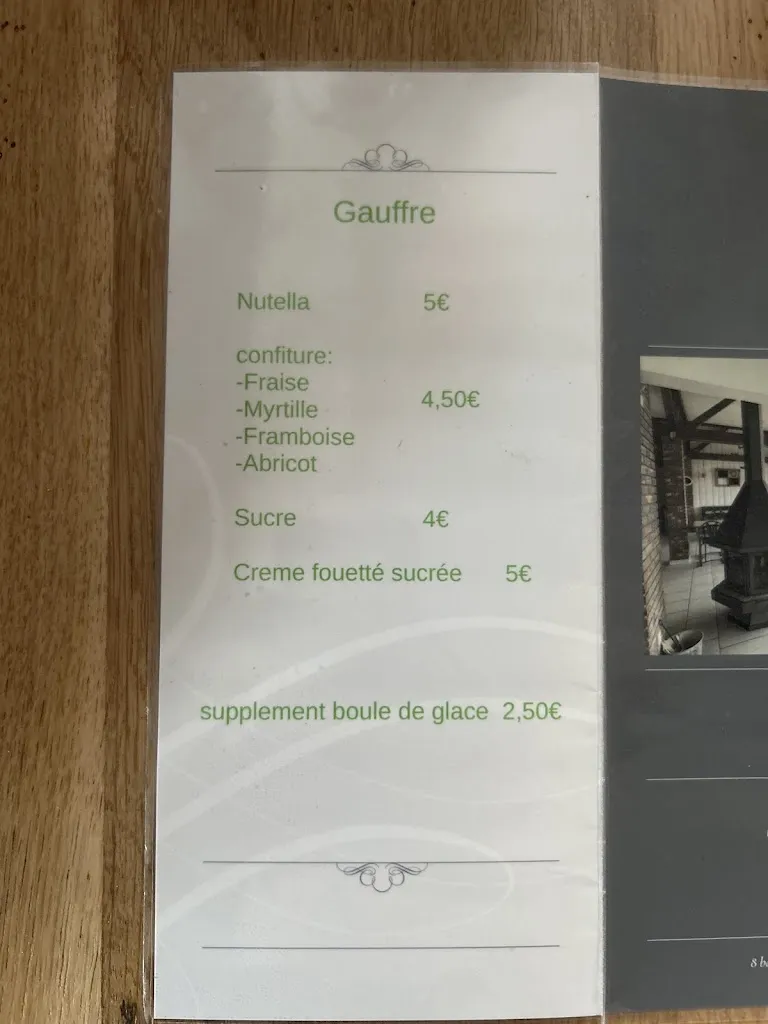 Gauffre
Nutella 5€
confiture:
-Fraise
-Myrtille 4,50€
-Framboise
-Abricot
Sucre 4€
Creme fouetté sucrée 5€
supplement boule de glace 2,50€
8